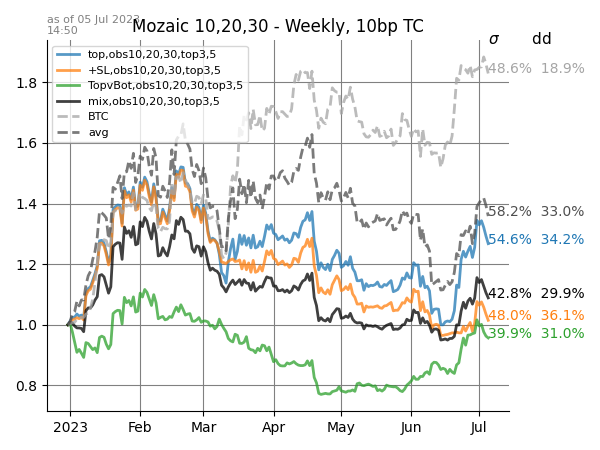 as of 05 Jul 2023
14:50
Mozaic 10,20,30 - Weekly, 10bp TC
σ dd
top,obs10,20,30,top3,5
+SL,obs10,20,30,top3,5
TopvBot,obs10,20,30,top3,5
mix,obs10,20,30,top3,5
BTC
avg
1.8
1.6
1.4
1.2
1.0
0.8
48.6% 18.9%
58.2% 33.0%
54.6% 34.2%
42.8% 29.9%
48.0% 36.1%
39.9% 31.0%
2023 Feb Mar Apr May Jun Jul